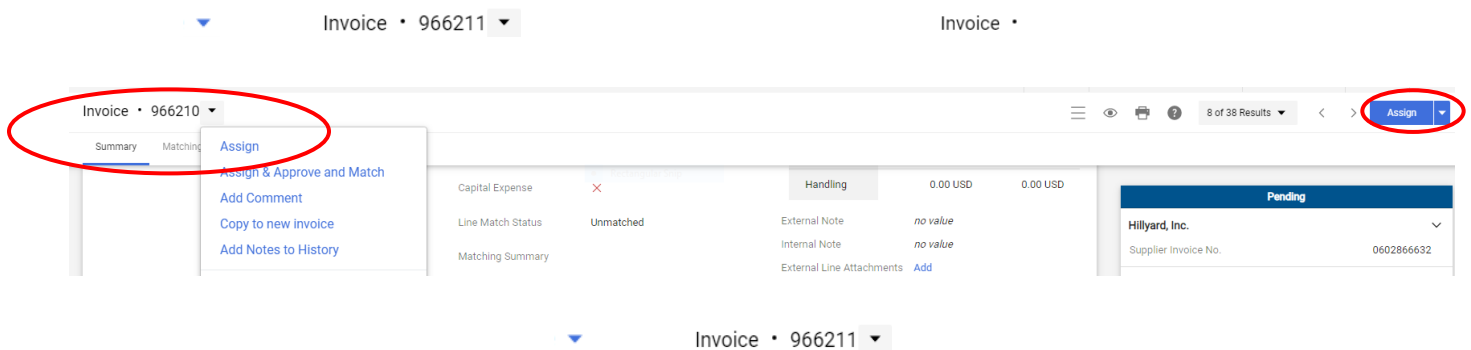 Invoice • 966211
Invoice •
Invoice • 966210
8 of 38 Results
Assign
Summary
Matching
Assign
Assign & Approve and Match
Add Comment
Copy to new invoice
Add Notes to History
Capital Expense
Line Match Status Unmatched
Matching Summary
Handling 0.00 USD 0.00 USD
External Note no value
Internal Note no value
External Line Attachments Add
Pending
Hillyard, Inc.
Supplier Invoice No. 0602866632
Invoice • 966211